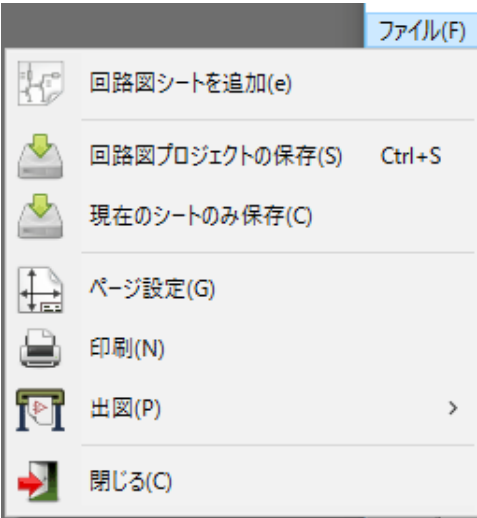 ファイル(F)
回路図シートを追加(e)
回路図プロジェクトの保存(S) Ctrl+S
現在のシートのみ保存(C)
ページ設定(G)
印刷(N)
出図(P)
閉じる(C)